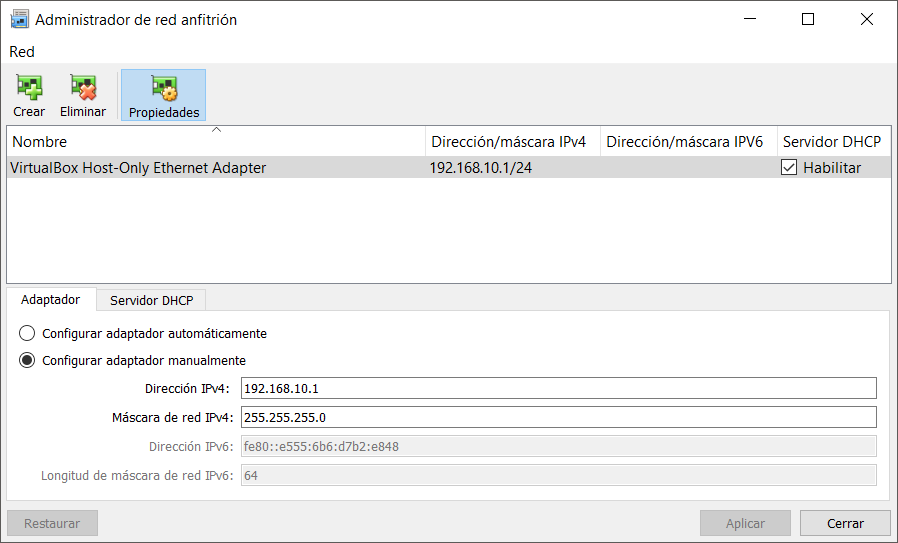 Administrador de red anfitrión
Red
Crear Eliminar Propiedades
Nombre Dirección/máscara IPv4 Dirección/máscara IPV6 Servidor DHCP
VirtualBox Host-Only Ethernet Adapter 192.168.10.1/24 Habilitar
Adaptador Servidor DHCP
Configurar adaptador automáticamente
Configurar adaptador manualmente
Dirección IPv4: 192.168.10.1
Máscara de red IPv4: 255.255.255.0
Dirección IPv6: fe80::e555:6b6:d7b2:e848
Longitud de máscara de red IPv6: 64
Restaurar Aplicar Cerrar